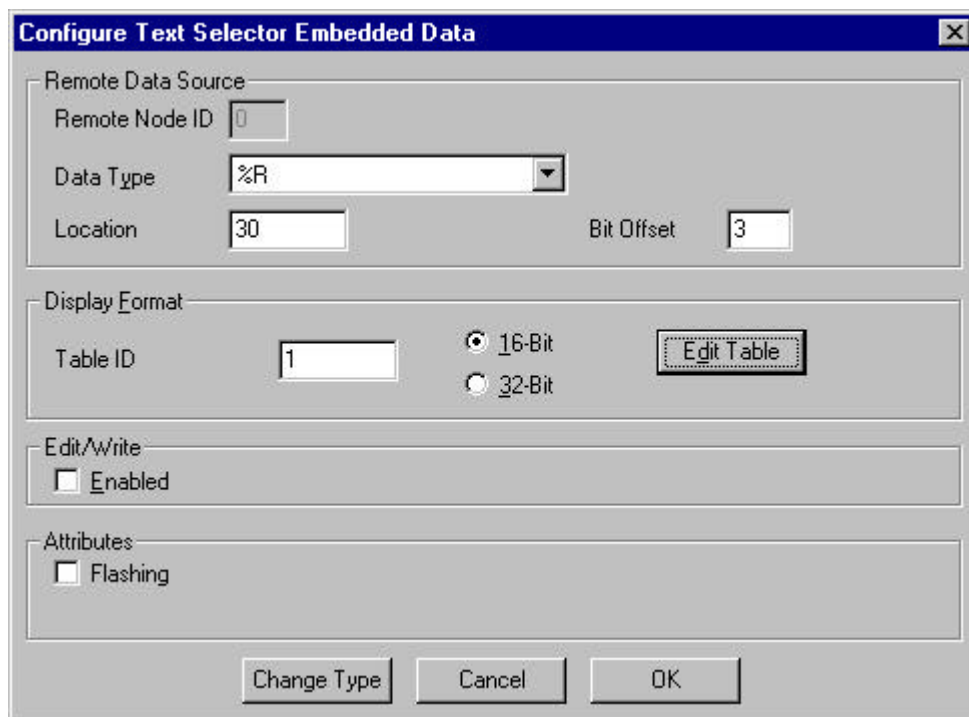 Configure Text Selector Embedded Data
Remote Data Source
Remote Node ID 0
Data Type %R
Location 30 Bit Offset 3
Display Format
Table ID 1 16-Bit Edit Table
32-Bit
Edit/Write
Enabled
Attributes
Flashing
Change Type Cancel OK